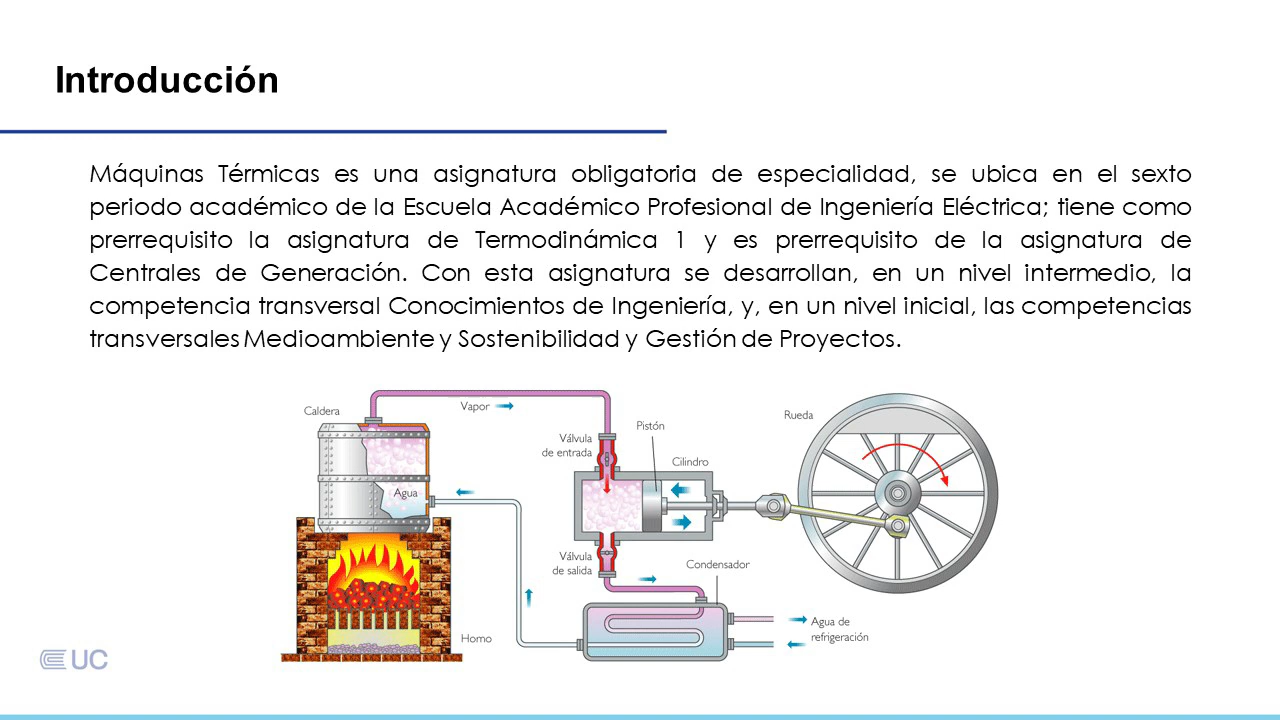 Introducción
Máquinas Térmicas es una asignatura obligatoria de especialidad, se ubica en el sexto
periodo académico de la Escuela Académico Profesional de Ingeniería Eléctrica; tiene como
prerrequisito la asignatura de Termodinámica 1 y es prerrequisito de la asignatura de
Centrales de Generación. Con esta asignatura se desarrollan, en un nivel intermedio, la
competencia transversal Conocimientos de Ingeniería, y, en un nivel inicial, las competencias
transversales Medioambiente y Sostenibilidad y Gestión de Proyectos.
Caldera
Vapor
Agua
Válvula
de entrada
Pistón
Cilindro
Rueda
Válvula
de salida
Condensador
Agua de
refrigeración
Homo
UC